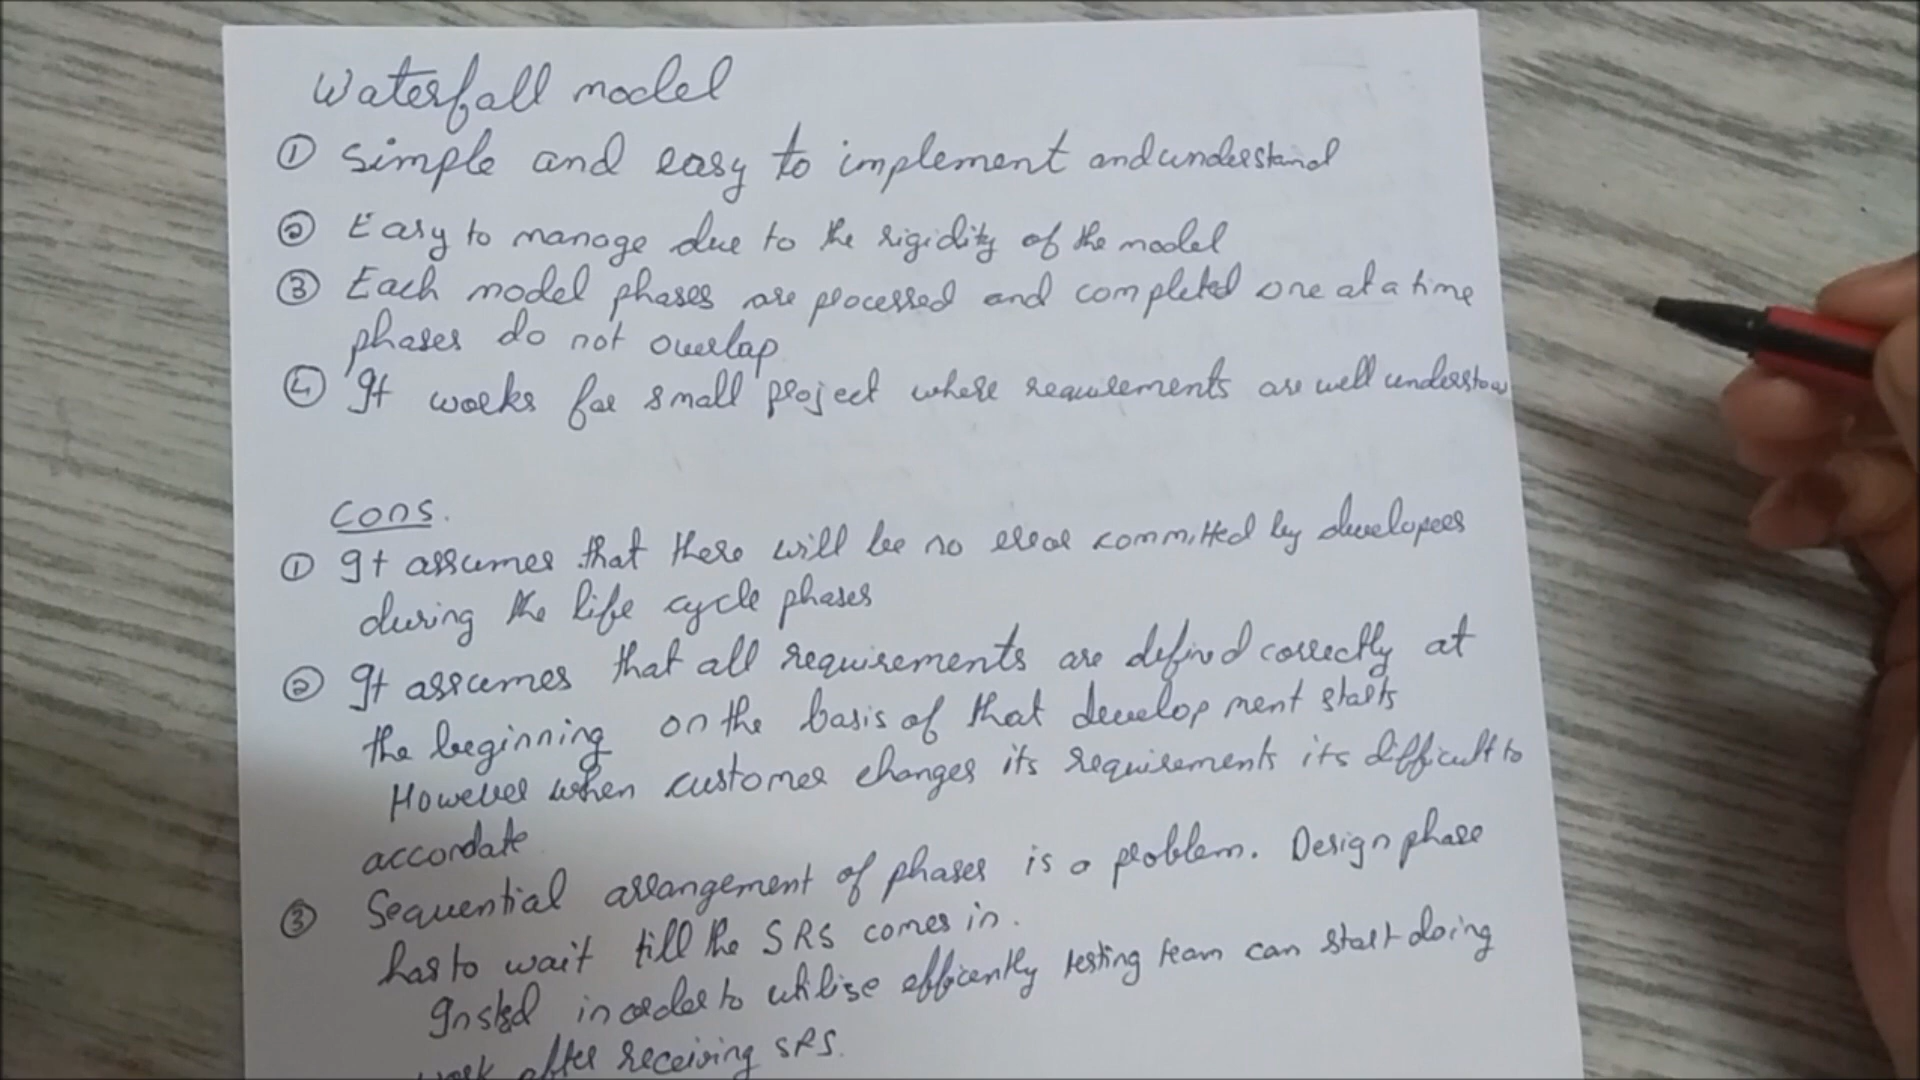 Waterfall model
① Simple and easy to implement and understand
② Easy to manage due to the rigidity of the model
③ Each model phases are processed and completed one at a time
phases do not overlap
④ It works for small project where requirements are well understoo
Cons.
① It assumes that there will be no error committed by developers
during the life cycle phases
② It assumes that all requirements are defined correctly at
the beginning on the basis of that development starts
However when customer changes its requirements its difficult to
accordate
③ Sequential arrangement of phases is a problem. Design phase
has to wait till the SRS comes in.
in order to utilise efficently testing team can start doing
work after receiving SRS.